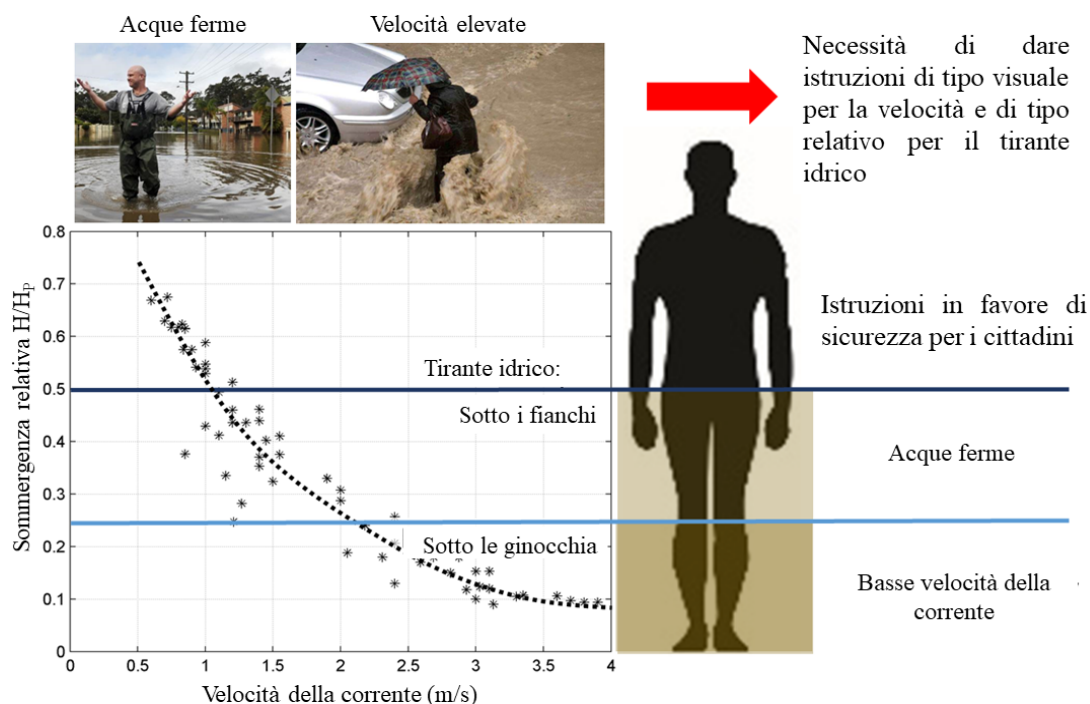 Acque ferme
Velocità elevate
Necessità di dare
istruzioni di tipo visuale
per la velocità e di tipo
relativo per il tirante
idrico
Istruzioni in favore di
sicurezza per i cittadini
Sommergenza relativa H/Hp
0.8
0.7
0.6
0.5
0.4
0.3
0.2
0.1
0
Tirante idrico:
Sotto i fianchi
Acque ferme
Sotto le ginocchia
Basse velocità della
corrente
0 0.5 1 1.5 2 2.5 3 3.5 4
Velocità della corrente (m/s)